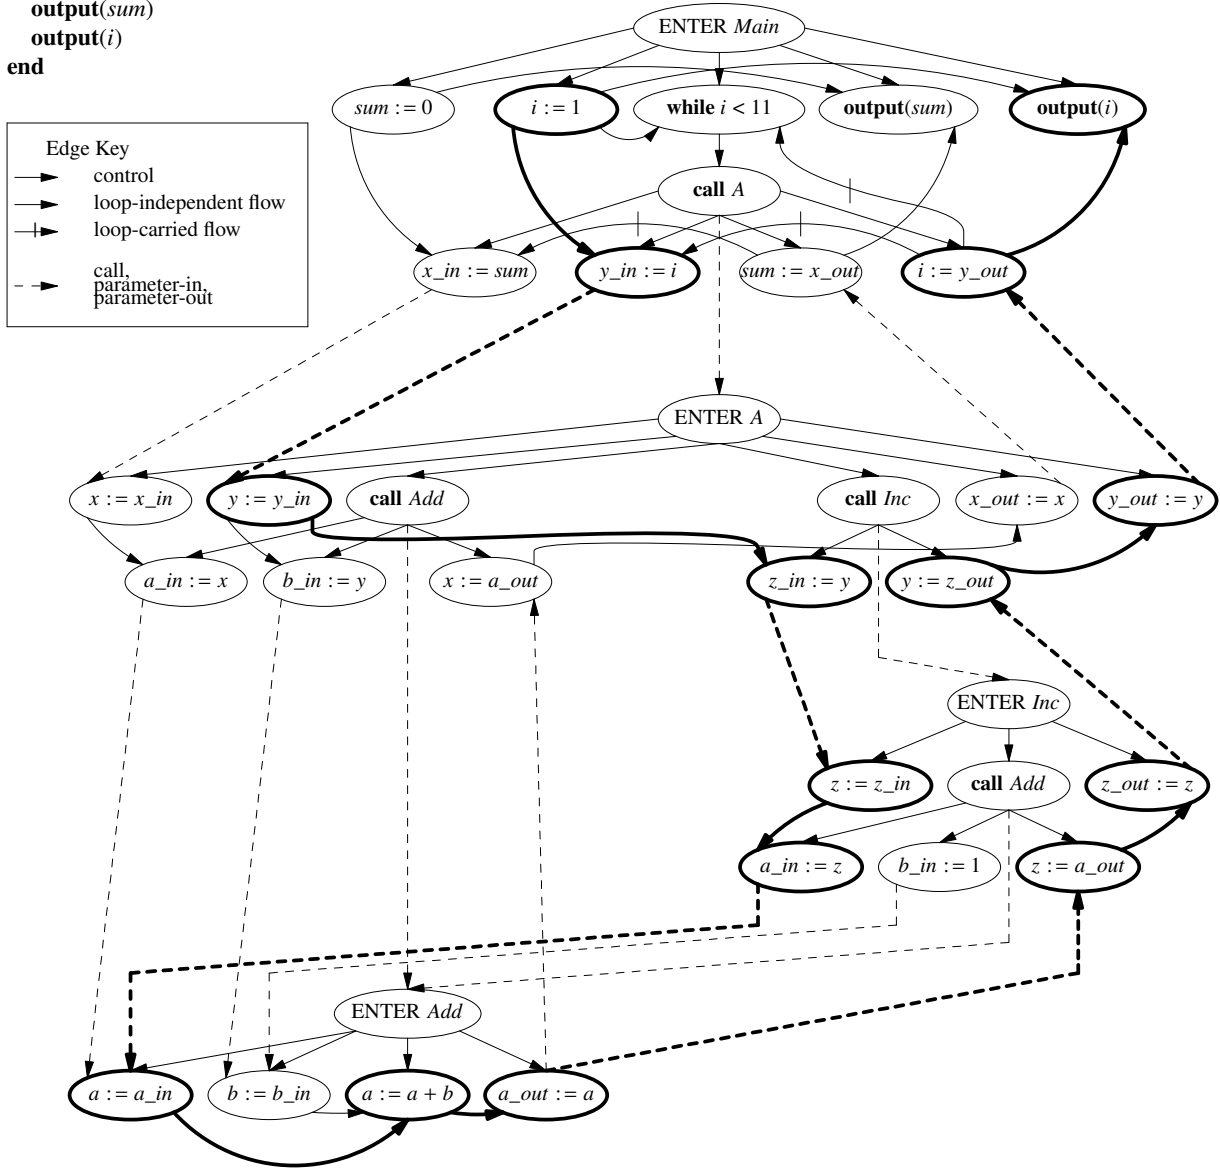 output(sum)
output(i)
end
ENTER Main
sum := 0
i := 1
while i < 11
output(sum)
output(i)
Edge Key
control
loop-independent flow
loop-carried flow
call,
parameter-in,
parameter-out
call A
x_in := sum
y_in := i
sum := x_out
i := y_out
ENTER A
x := x_in
y := y_in
call Add
call Inc
x_out := x
y_out := y
a_in := x
b_in := y
x := a_out
z_in := y
y := z_out
ENTER Inc
z := z_in
call Add
z_out := z
a_in := z
b_in := 1
z := a_out
ENTER Add
a := a_in
b := b_in
a := a + b
a_out := a